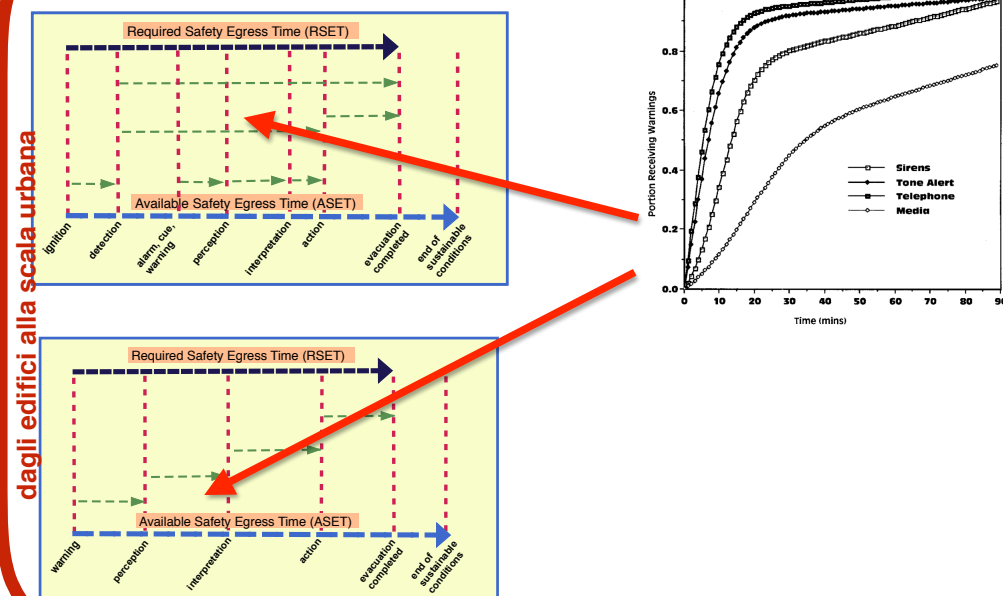 dagli edifici alla scala urbana
Required Safety Egress Time (RSET)
Available Safety Egress Time (ASET)
ignition
detection
alarm, cue,
warning
perception
interpretation
action
evacuation
completed
end of
sustainable
conditions
Required Safety Egress Time (RSET)
Available Safety Egress Time (ASET)
warning
perception
interpretation
action
evacuation
completed
end of
sustainable
conditions
Portion Receiving Warnings
0.8
0.6
0.4
0.2
0.0
0 10 20 30 40 50 60 70 80
Time (mins)
Sirens
Tone Alert
Telephone
Media